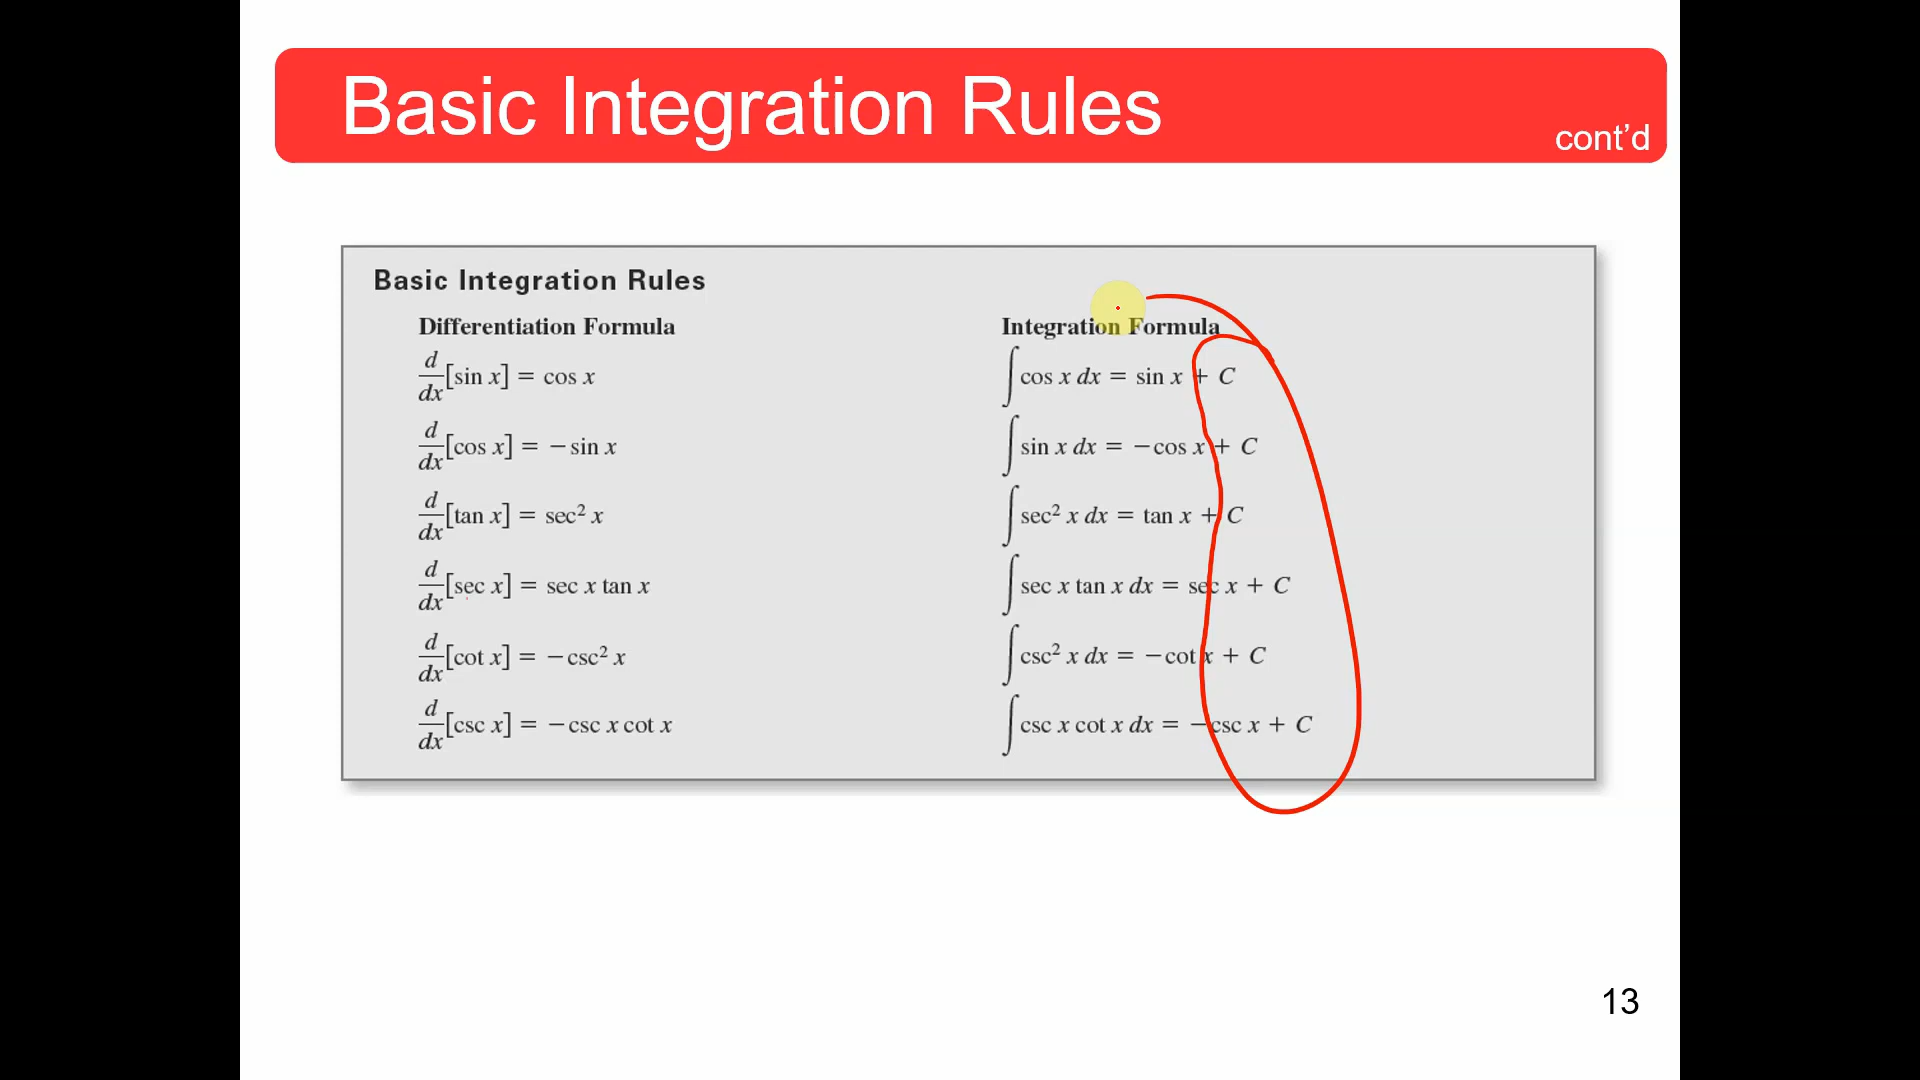 Basic Integration Rules
cont’d
Basic Integration Rules
Differentiation Formula Integration Formula
d/dx [sin x] = cos x ∫ cos x dx = sin x + C
d/dx [cos x] = −sin x ∫ sin x dx = −cos x + C
d/dx [tan x] = sec² x ∫ sec² x dx = tan x + C
d/dx [sec x] = sec x tan x ∫ sec x tan x dx = sec x + C
d/dx [cot x] = −csc² x ∫ csc² x dx = −cot x + C
d/dx [csc x] = −csc x cot x ∫ csc x cot x dx = −csc x + C
13